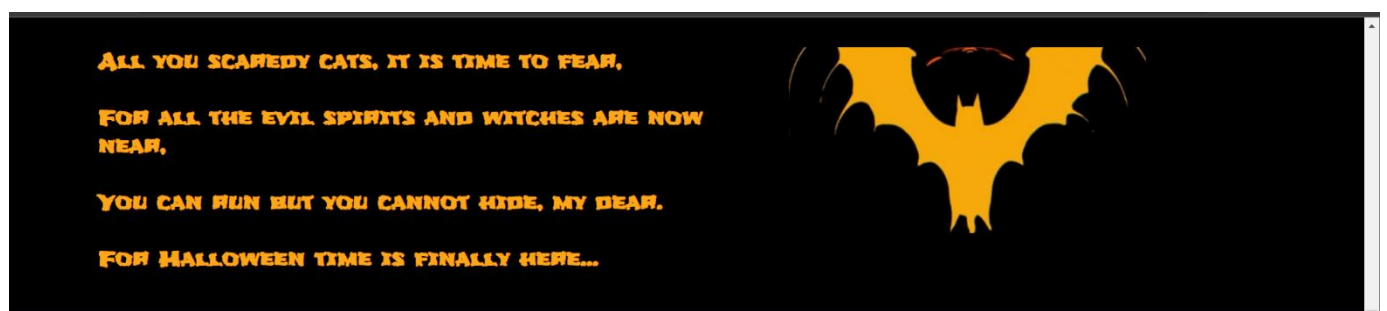 All you scaredy cats, it is time to fear,
For all the evil spirits and witches are now
near,
You can run but you cannot hide, my dear.
For Halloween time is finally here...